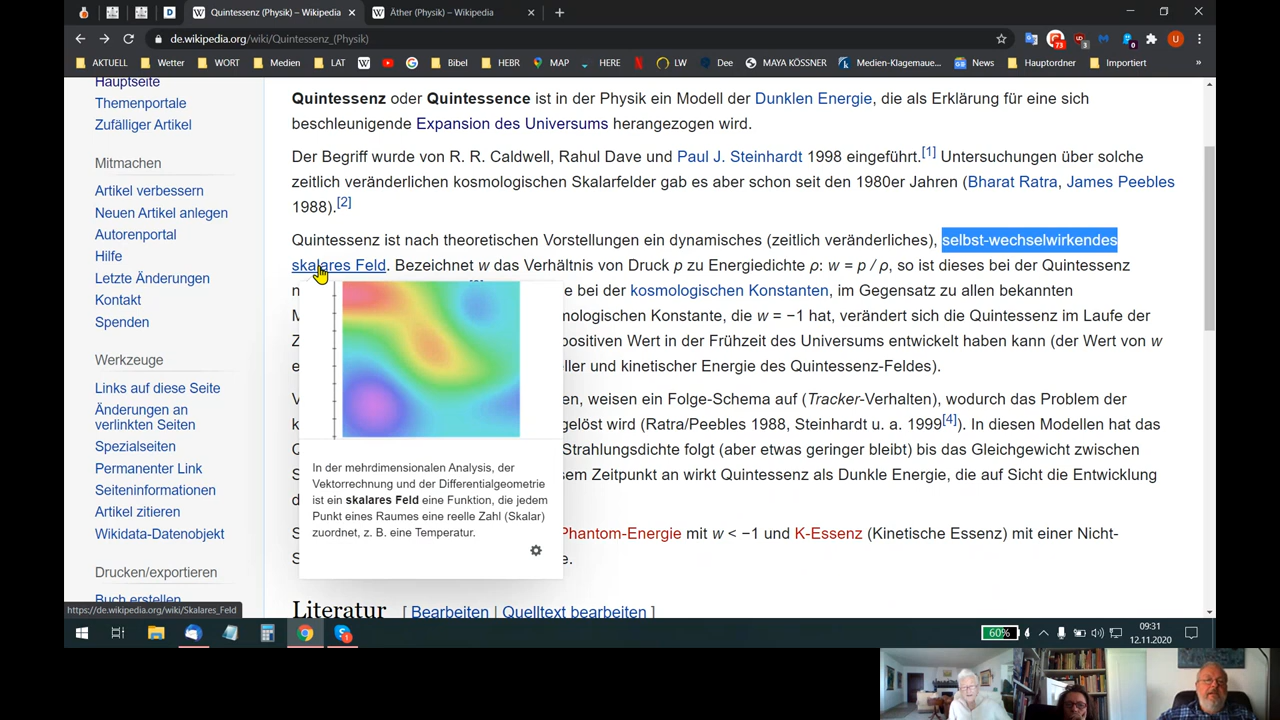 Quintessenz (Physik) – Wikipedia
Äther (Physik) – Wikipedia
de.wikipedia.org/wiki/Quintessenz_(Physik)
73
3
0
U
AKTUELL
Wetter
WORT
Medien
LAT
Bibel
HEBR
MAP
HERE
LW
Dee
MAYA KÖSSNER...
Medien-Klagemaue...
News
Hauptordner
Importiert
»
Hauptseite
Themenportale
Zufälliger Artikel
Mitmachen
Artikel verbessern
Neuen Artikel anlegen
Autorenportal
Hilfe
Letzte Änderungen
Kontakt
Spenden
Werkzeuge
Links auf diese Seite
Änderungen an
verlinkten Seiten
Spezialseiten
Permanenter Link
Seiteninformationen
Artikel zitieren
Wikidata-Datenobjekt
Drucken/exportieren
Buch erstellen
https://de.wikipedia.org/wiki/Skalares_Feld
Quintessenz oder Quintessence ist in der Physik ein Modell der Dunklen Energie, die als Erklärung für eine sich
beschleunigende Expansion des Universums herangezogen wird.
Der Begriff wurde von R. R. Caldwell, Rahul Dave und Paul J. Steinhardt 1998 eingeführt.[1] Untersuchungen über solche
zeitlich veränderlichen kosmologischen Skalarfelder gab es aber schon seit den 1980er Jahren (Bharat Ratra, James Peebles
1988).[2]
Quintessenz ist nach theoretischen Vorstellungen ein dynamisches (zeitlich veränderliches), selbst-wechselwirkendes
skalares Feld. Bezeichnet w das Verhältnis von Druck p zu Energiedichte ρ: w = p / ρ, so ist dieses bei der Quintessenz
e bei der kosmologischen Konstanten, im Gegensatz zu allen bekannten
mologischen Konstante, die w = −1 hat, verändert sich die Quintessenz im Laufe der
positiven Wert in der Frühzeit des Universums entwickelt haben kann (der Wert von w
ller und kinetischer Energie des Quintessenz-Feldes).
en, weisen ein Folge-Schema auf (Tracker-Verhalten), wodurch das Problem der
gelöst wird (Ratra/Peebles 1988, Steinhardt u. a. 1999[4]). In diesen Modellen hat das
Strahlungsdichte folgt (aber etwas geringer bleibt) bis das Gleichgewicht zwischen
sem Zeitpunkt an wirkt Quintessenz als Dunkle Energie, die auf Sicht die Entwicklung
Phantom-Energie mit w < −1 und K-Essenz (Kinetische Essenz) mit einer Nicht-
e.
In der mehrdimensionalen Analysis, der
Vektorrechnung und der Differentialgeometrie
ist ein skalares Feld eine Funktion, die jedem
Punkt eines Raumes eine reelle Zahl (Skalar)
zuordnet, z. B. eine Temperatur.
Literatur [ Bearbeiten | Quelltext bearbeiten ]
60%
09:31
12.11.2020